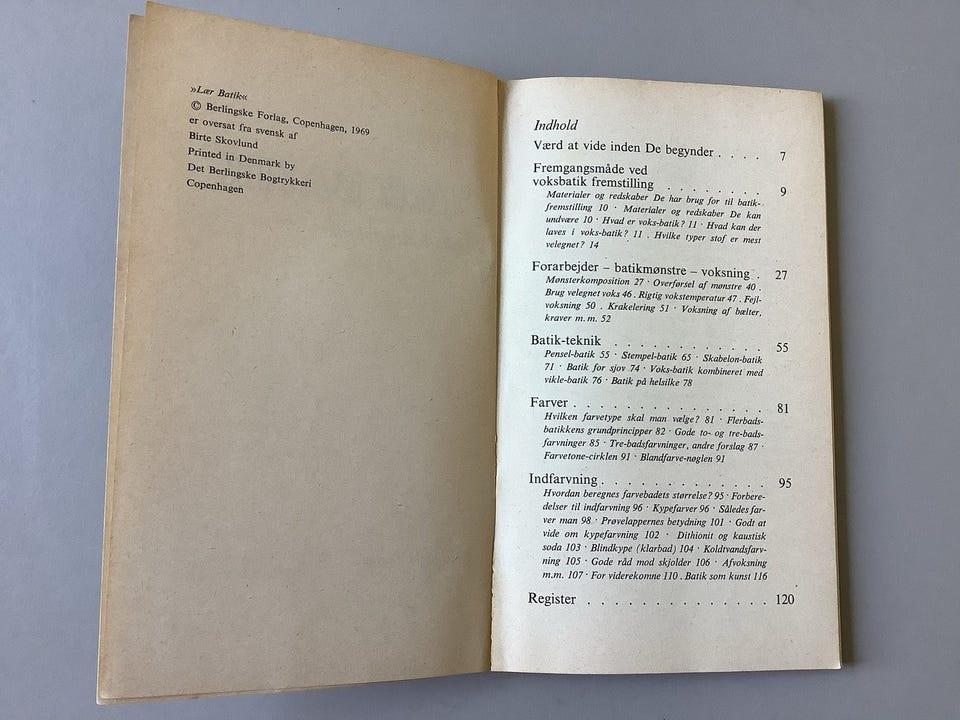 »Lær Batik«
© Berlingske Forlag, Copenhagen, 1969
er oversat fra svensk af
Birte Skovlund
Printed in Denmark by
Det Berlingske Bogtrykkeri
Copenhagen
Indhold
Værd at vide inden De begynder . . . . 7
Fremgangsmåde ved
voksbatik fremstilling . . . . . . . . 9
Materialer og redskaber De har brug for til batik-
fremstilling 10 · Materialer og redskaber De kan
undvære 10 · Hvad er voks-batik? 11 · Hvad kan der
laves i voks-batik? 11 . Hvilke typer stof er mest
velegnet? 14
Forarbejder – batikmønstre – voksning . 27
Mønsterkomposition 27 · Overførsel af mønstre 40 .
Brug velegnet voks 46 . Rigtig vokstemperatur 47 . Fejl-
voksning 50 . Krakelering 51 · Voksning af bælter,
kraver m.m. 52
Batik-teknik . . . . . . . . . . . . 55
Pensel-batik 55 · Stempel-batik 65 · Skabelon-batik
71 · Batik for sjov 74 · Voks-batik kombineret med
vikle-batik 76 · Batik på helsilke 78
Farver . . . . . . . . . . . . . . 81
Hvilken farvetype skal man vælge? 81 · Flerbads-
batikkens grundprincipper 82 · Gode to- og tre-bads-
farvninger 85 · Tre-badsfarvninger, andre forslag 87 ·
Farvetone-cirklen 91 · Blandfarve-nøglen 91
Indfarvning . . . . . . . . . . . . 95
Hvordan beregnes farvebadets størrelse? 95 · Forbere-
delser til indfarvning 96 · Kypefarver 96 · Således far-
ver man 98 · Prøvelappernes betydning 101 · Godt at
vide om kypefarvning 102 · Dithionit og kaustisk
soda 103 · Blindkype (klarbad) 104 · Koldtvandsfarv-
ning 105 · Gode råd mod skjolder 106 · Afvoksning
m.m. 107 · For viderekomne 110 . Batik som kunst 116
Register . . . . . . . . . . . . . . 120